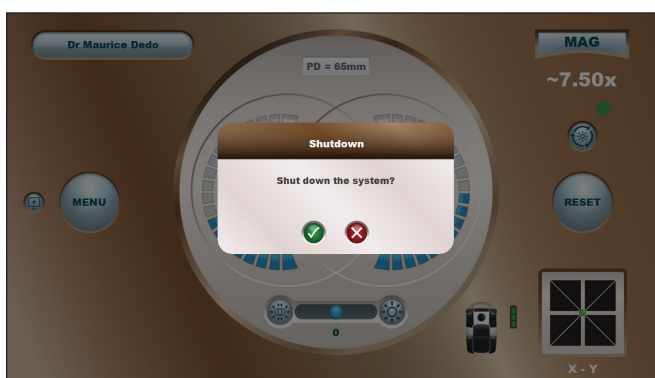 Dr Maurice Dedo
MAG
PD = 65mm
~7.50x
Shutdown
Shut down the system?
MENU
RESET
0
X - Y